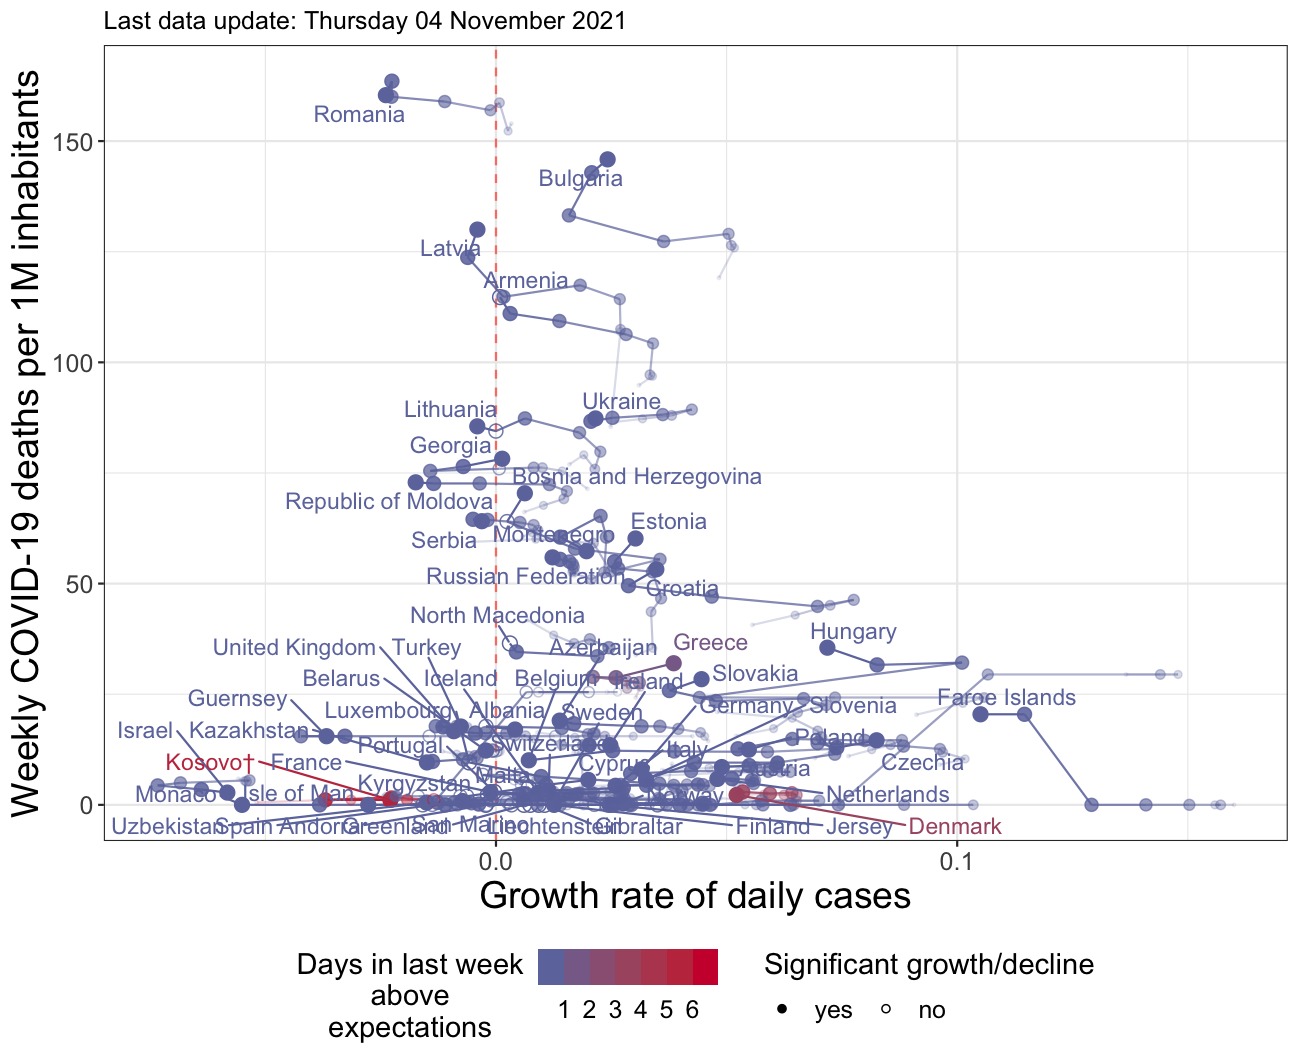 Last data update: Thursday 04 November 2021
Weekly COVID-19 deaths per 1M inhabitants
150
100
50
0
Romania
Bulgaria
Latvia
Armenia
Lithuania
Ukraine
Georgia
Bosnia and Herzegovina
Republic of Moldova
Serbia
Montenegro
Estonia
Russian Federation
Croatia
North Macedonia
United Kingdom
Turkey
Azerbaijan
Greece
Hungary
Belarus
Iceland
Belgium
Ireland
Slovakia
Guernsey
Luxembourg
Albania
Sweden
Germany
Slovenia
Faroe Islands
Israel
Kazakhstan
Portugal
Switzerland
Italy
Poland
Kosovo†
France
Malta
Cyprus
Austria
Czechia
Monaco
Isle of Man
Kyrgyzstan
Norway
Netherlands
Uzbekistan
Spain
Andorra
Greenland
San Marino
Liechtenstein
Gibraltar
Finland
Jersey
Denmark
0.0
0.1
Growth rate of daily cases
Days in last week
above
expectations
1 2 3 4 5 6
Significant growth/decline
yes
no